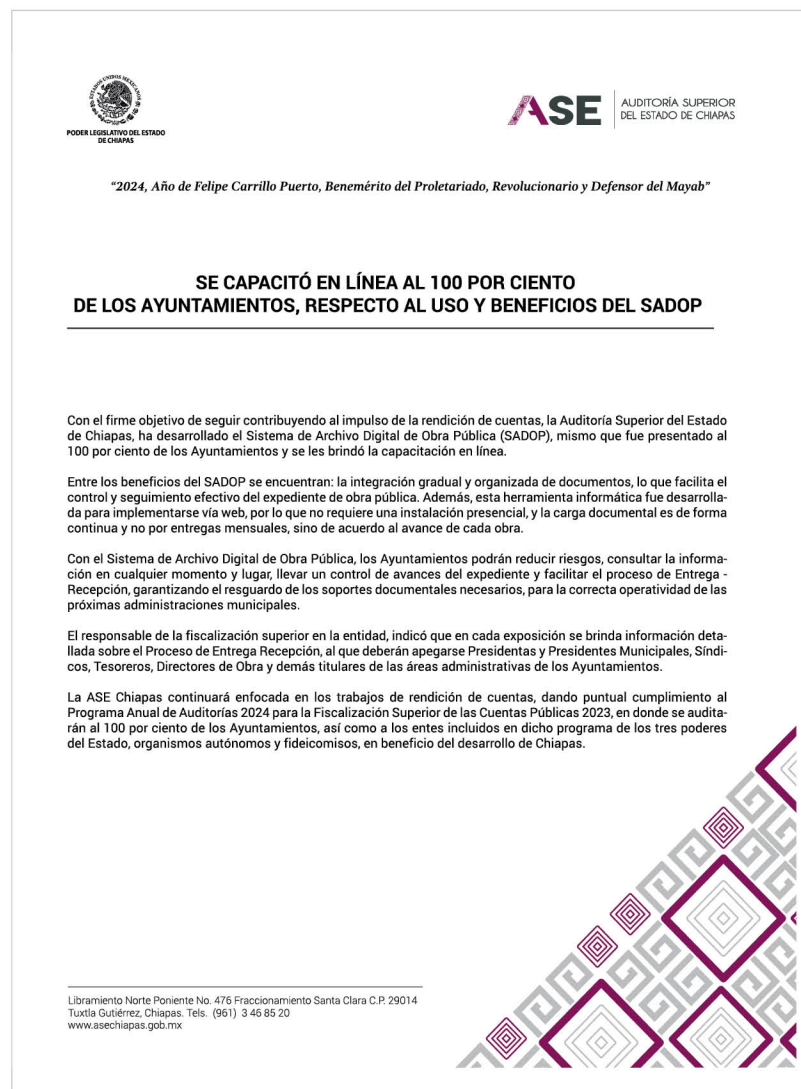 ESTADOS UNIDOS MEXICANOS
PODER LEGISLATIVO DEL ESTADO
DE CHIAPAS
ASE
AUDITORÍA SUPERIOR
DEL ESTADO DE CHIAPAS
“2024, Año de Felipe Carrillo Puerto, Benemérito del Proletariado, Revolucionario y Defensor del Mayab”
SE CAPACITÓ EN LÍNEA AL 100 POR CIENTO
DE LOS AYUNTAMIENTOS, RESPECTO AL USO Y BENEFICIOS DEL SADOP
Con el firme objetivo de seguir contribuyendo al impulso de la rendición de cuentas, la Auditoría Superior del Estado
de Chiapas, ha desarrollado el Sistema de Archivo Digital de Obra Pública (SADOP), mismo que fue presentado al
100 por ciento de los Ayuntamientos y se les brindó la capacitación en línea.
Entre los beneficios del SADOP se encuentran: la integración gradual y organizada de documentos, lo que facilita el
control y seguimiento efectivo del expediente de obra pública. Además, esta herramienta informática fue desarrolla-
da para implementarse vía web, por lo que no requiere una instalación presencial, y la carga documental es de forma
continua y no por entregas mensuales, sino de acuerdo al avance de cada obra.
Con el Sistema de Archivo Digital de Obra Pública, los Ayuntamientos podrán reducir riesgos, consultar la informa-
ción en cualquier momento y lugar, llevar un control de avances del expediente y facilitar el proceso de Entrega -
Recepción, garantizando el resguardo de los soportes documentales necesarios, para la correcta operatividad de las
próximas administraciones municipales.
El responsable de la fiscalización superior en la entidad, indicó que en cada exposición se brinda información deta-
llada sobre el Proceso de Entrega Recepción, al que deberán apegarse Presidentas y Presidentes Municipales, Síndi-
cos, Tesoreros, Directores de Obra y demás titulares de las áreas administrativas de los Ayuntamientos.
La ASE Chiapas continuará enfocada en los trabajos de rendición de cuentas, dando puntual cumplimiento al
Programa Anual de Auditorías 2024 para la Fiscalización Superior de las Cuentas Públicas 2023, en donde se audita-
rán al 100 por ciento de los Ayuntamientos, así como a los entes incluidos en dicho programa de los tres poderes
del Estado, organismos autónomos y fideicomisos, en beneficio del desarrollo de Chiapas.
Libramiento Norte Poniente No. 476 Fraccionamiento Santa Clara C.P. 29014
Tuxtla Gutiérrez, Chiapas. Tels. (961) 3 46 85 20
www.asechiapas.gob.mx